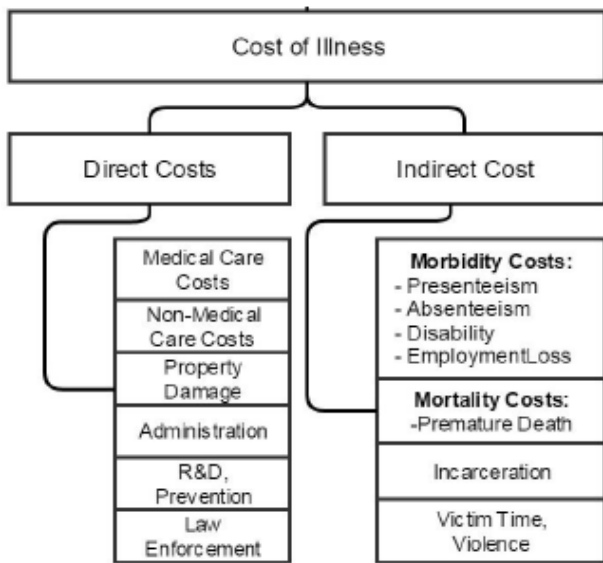 Cost of Illness
Direct Costs
Indirect Cost
Medical Care
Costs
Non-Medical
Care Costs
Property
Damage
Administration
R&D,
Prevention
Law
Enforcement
Morbidity Costs:
- Presenteeism
- Absenteeism
- Disability
- EmploymentLoss
Mortality Costs:
-Premature Death
Incarceration
Victim Time,
Violence